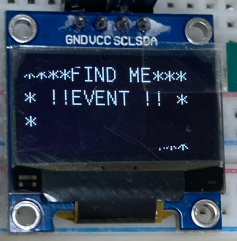 GND VCC SCL SDA
****FIND ME***
* !!EVENT !! *
*
***